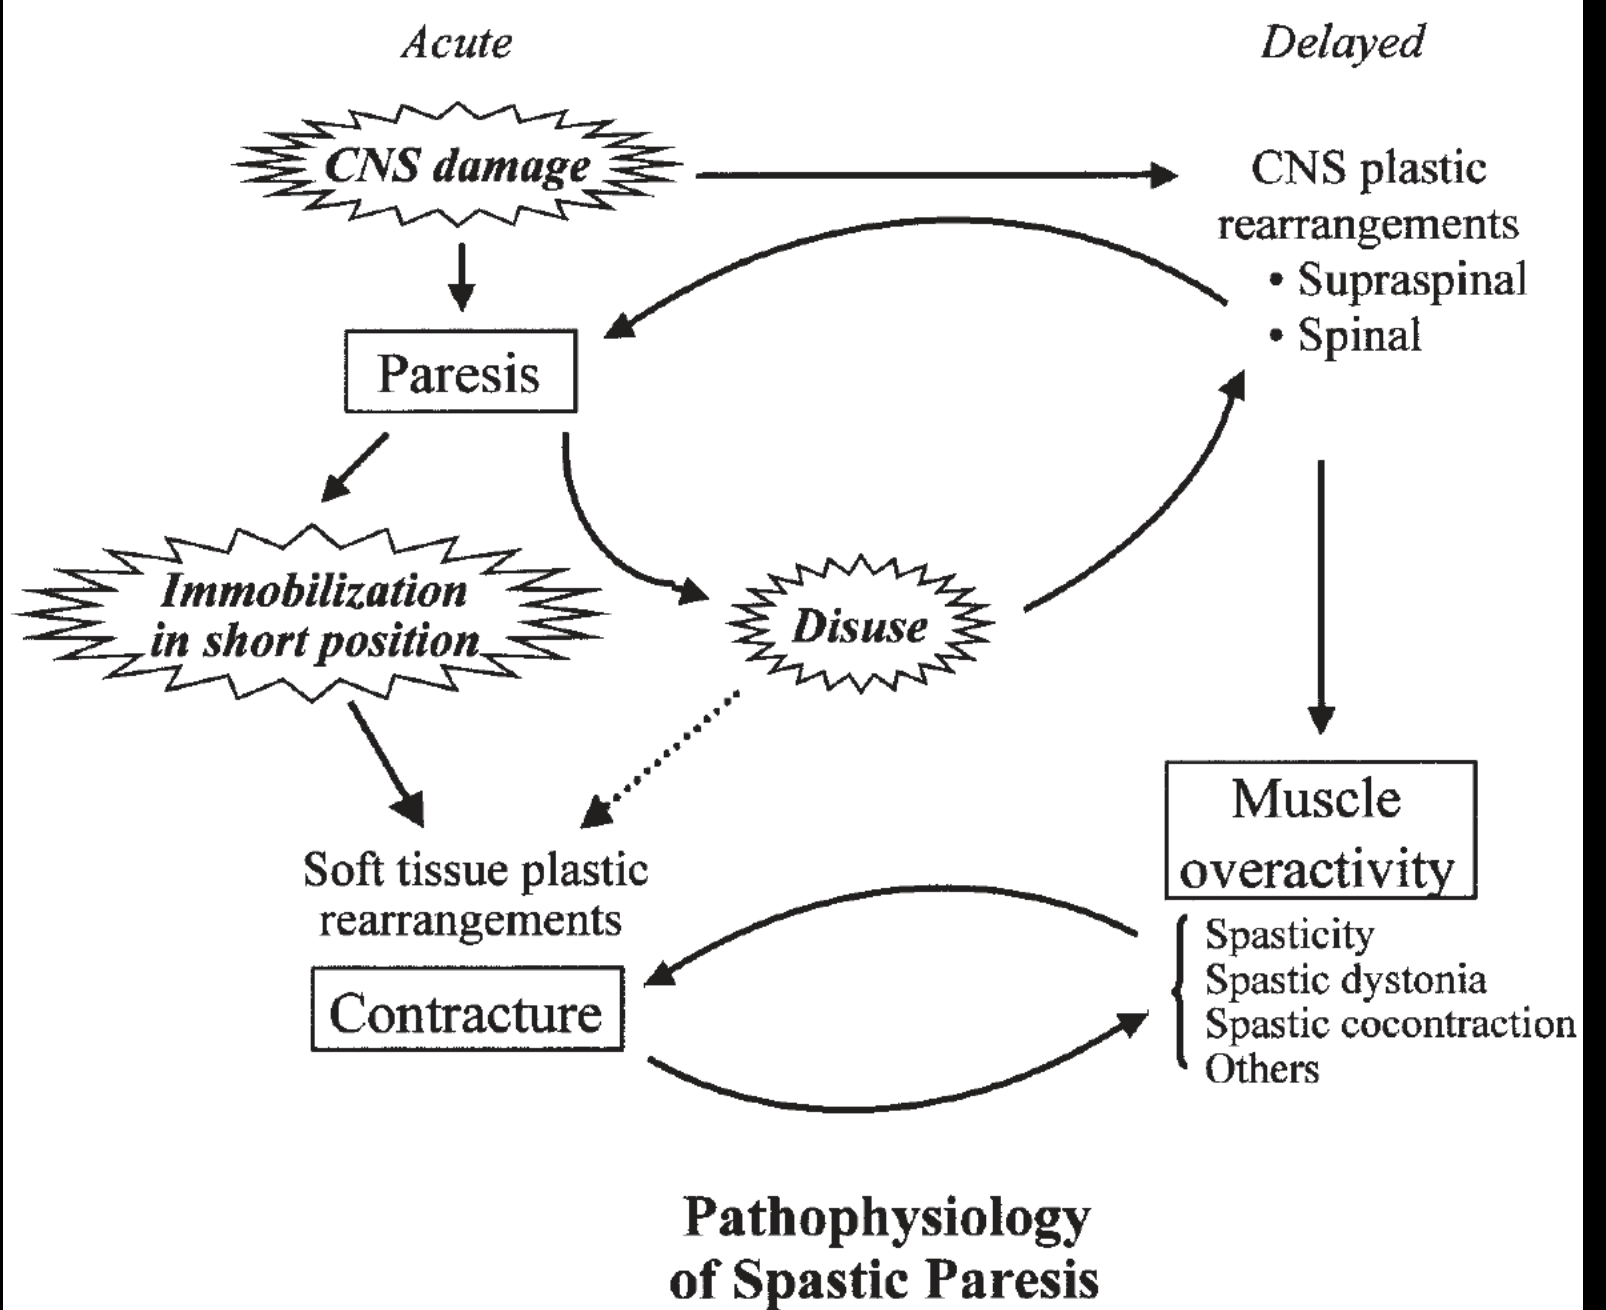 Acute
Delayed
CNS damage
CNS plastic
rearrangements
• Supraspinal
• Spinal
Paresis
Immobilization
in short position
Disuse
Muscle
overactivity
Soft tissue plastic
rearrangements
Contracture
Spasticity
Spastic dystonia
Spastic cocontraction
Others
Pathophysiology
of Spastic Paresis